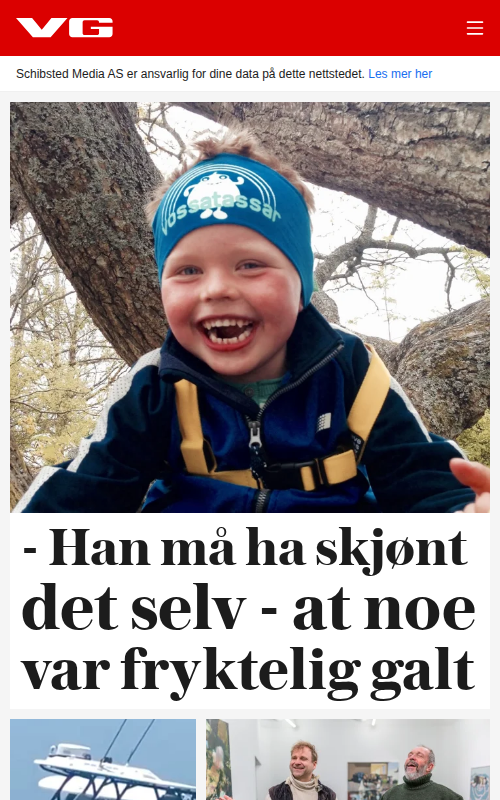 VG
Schibsted Media AS er ansvarlig for dine data på dette nettstedet. Les mer her
Vossatassar
- Han må ha skjønt
det selv - at noe
var fryktelig galt